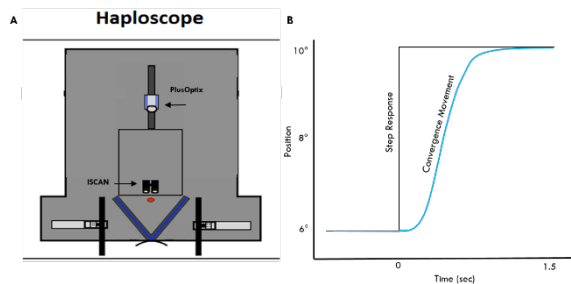 A
Haploscope
PlusOptix
ISCAN
B
10°
8°
6°
Position
Step Response
Convergence Movement
0
1.5
Time (sec)